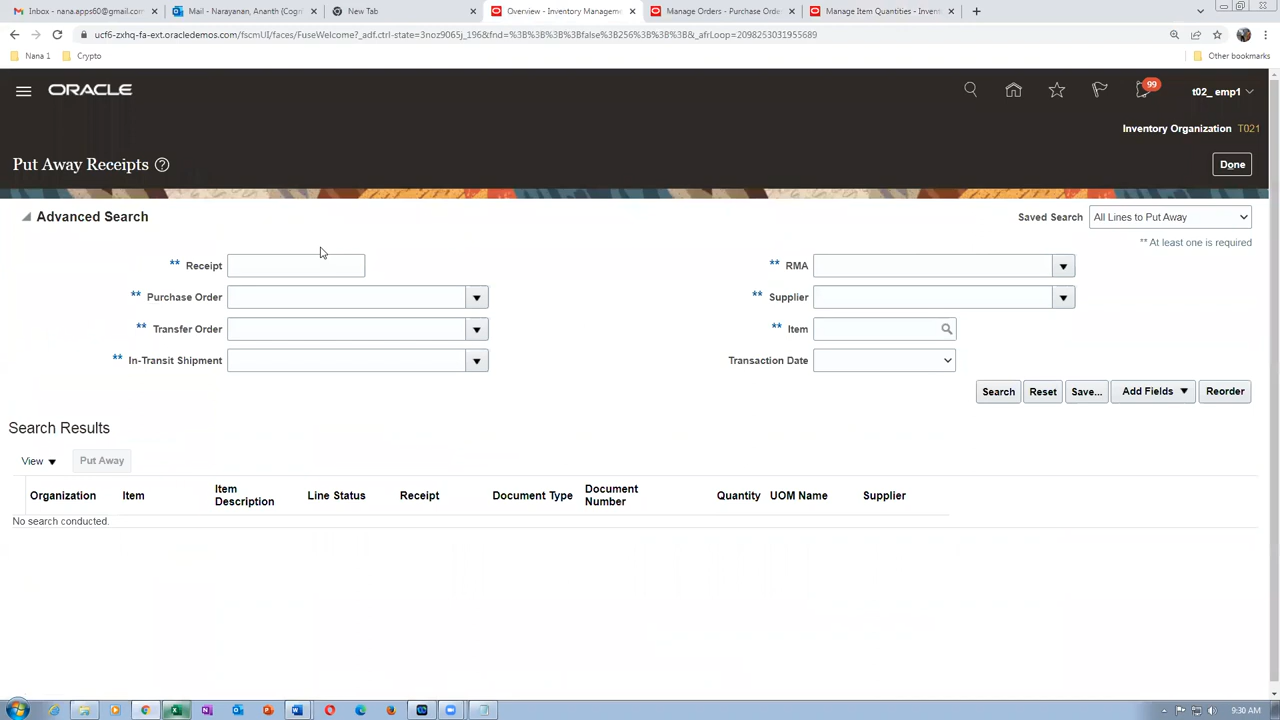 Inbox - nana.apps60@gmail.com
Mail - Narayanan, Ananth (Cogni
New Tab
Overview - Inventory Manageme
Manage Orders - Purchase Order
Manage Item Quantities - Invent
ucf6-zxhq-fa-ext.oracledemos.com/fscmUI/faces/FuseWelcome?_adf.ctrl-state=3noz9065j_196&fnd=%3B%3B%3B%3Bfalse%3B256%3B%3B%3B&_afrLoop=2098253031955689
Nana 1
Crypto
Other bookmarks
ORACLE
99
t02_ emp1
Inventory Organization T021
Put Away Receipts
Done
Advanced Search
Saved Search All Lines to Put Away
** At least one is required
** Receipt
** RMA
** Purchase Order
** Supplier
** Transfer Order
** Item
** In-Transit Shipment
Transaction Date
Search Reset Save... Add Fields Reorder
Search Results
View Put Away
Organization Item Item Description Line Status Receipt Document Type Document Number Quantity UOM Name Supplier
No search conducted.
9:30 AM